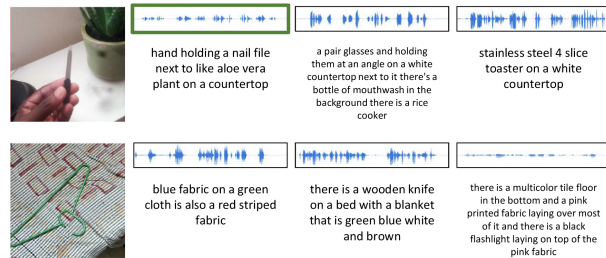 hand holding a nail file
next to like aloe vera
plant on a countertop
a pair glasses and holding
them at an angle on a white
countertop next to it there's a
bottle of mouthwash in the
background there is a rice
cooker
stainless steel 4 slice
toaster on a white
countertop
blue fabric on a green
cloth is also a red striped
fabric
there is a wooden knife
on a bed with a blanket
that is green blue white
and brown
there is a multicolor tile floor
in the bottom and a pink
printed fabric laying over most
of it and there is a black
flashlight laying on top of the
pink fabric